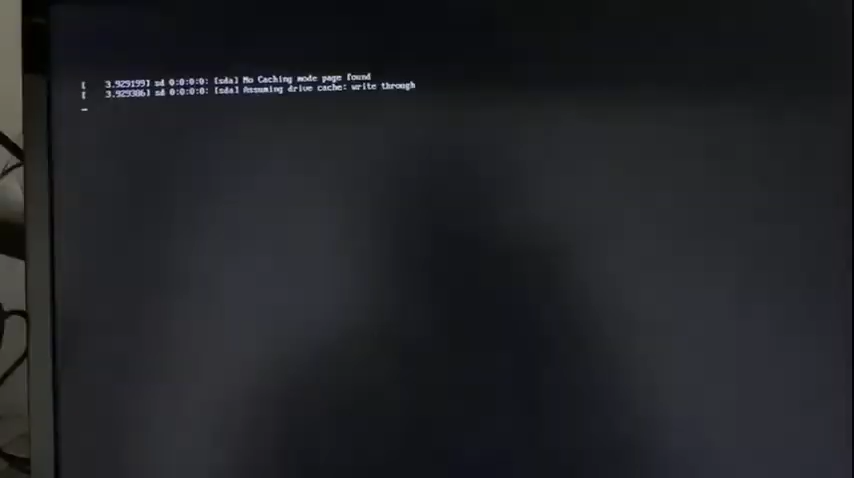 [    3.929199] sd 0:0:0:0: [sda] No Caching mode page found
[    3.929306] sd 0:0:0:0: [sda] Assuming drive cache: write through